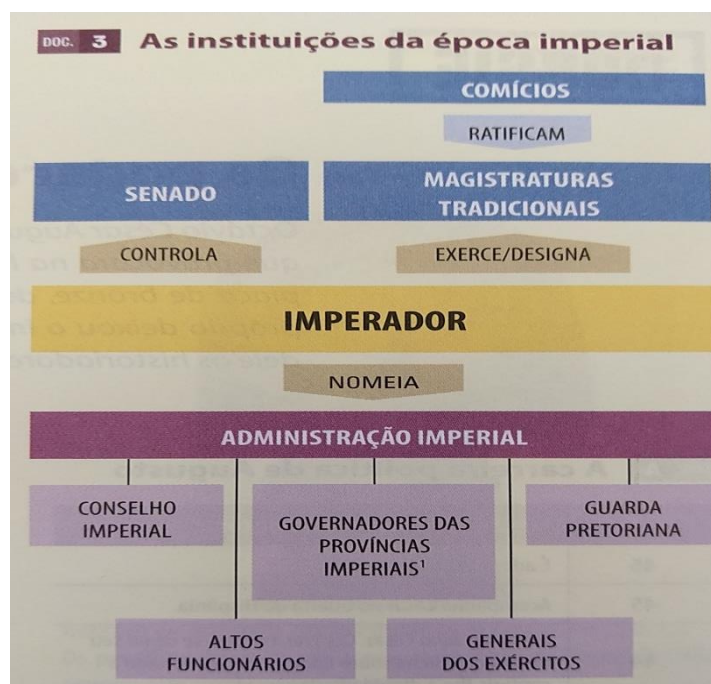 DOC. 3 As instituições da época imperial
COMÍCIOS
RATIFICAM
SENADO
MAGISTRATURAS
TRADICIONAIS
CONTROLA
EXERCE/DESIGNA
IMPERADOR
NOMEIA
ADMINISTRAÇÃO IMPERIAL
CONSELHO
IMPERIAL
GOVERNADORES DAS
PROVÍNCIAS
IMPERIAIS¹
GUARDA
PRETORIANA
ALTOS
FUNCIONÁRIOS
GENERAIS
DOS EXÉRCITOS